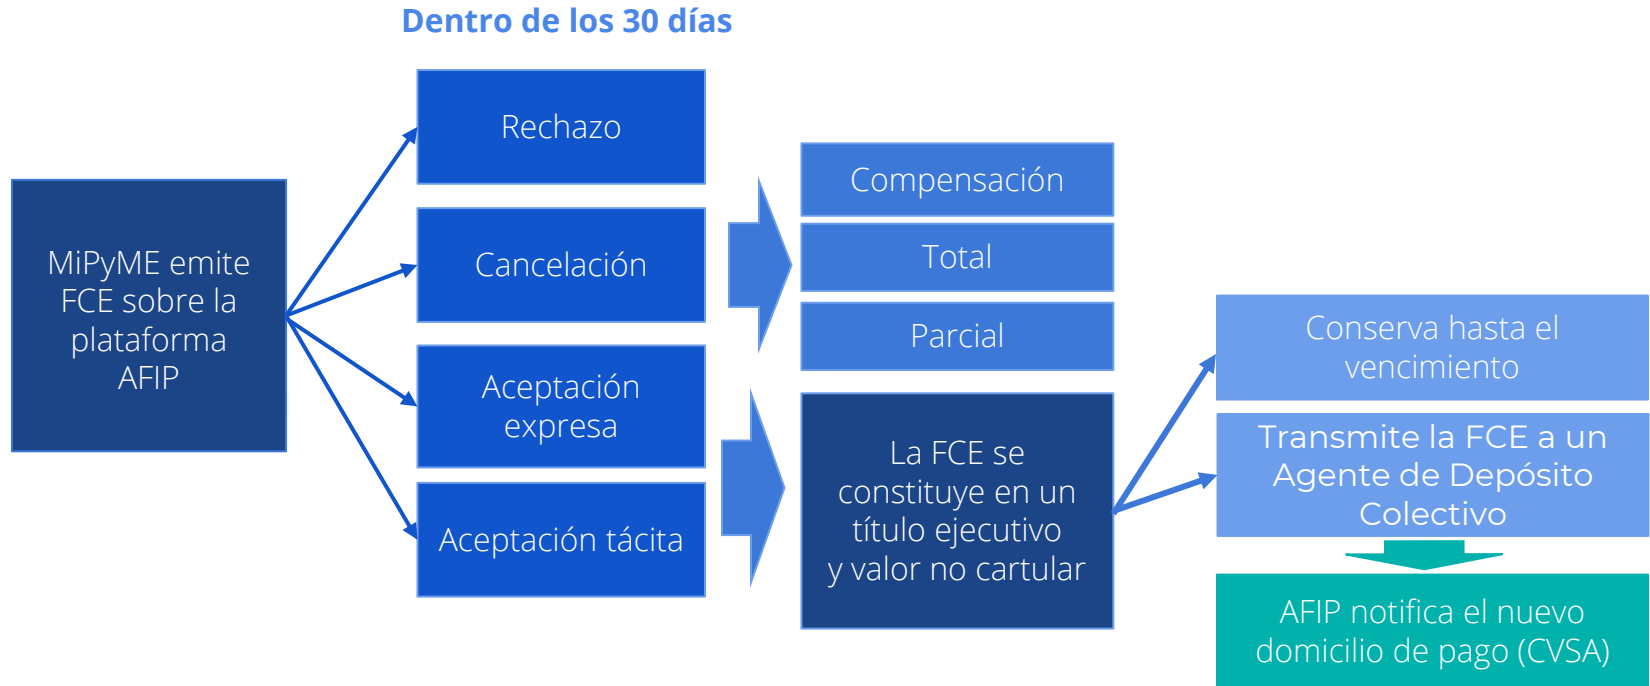 Dentro de los 30 días
MiPyME emite
FCE sobre la
plataforma
AFIP
Rechazo
Cancelación
Aceptación
expresa
Aceptación tácita
Compensación
Total
Parcial
La FCE se
constituye en un
título ejecutivo
y valor no cartular
Conserva hasta el
vencimiento
Transmite la FCE a un
Agente de Depósito
Colectivo
AFIP notifica el nuevo
domicilio de pago (CVSA)